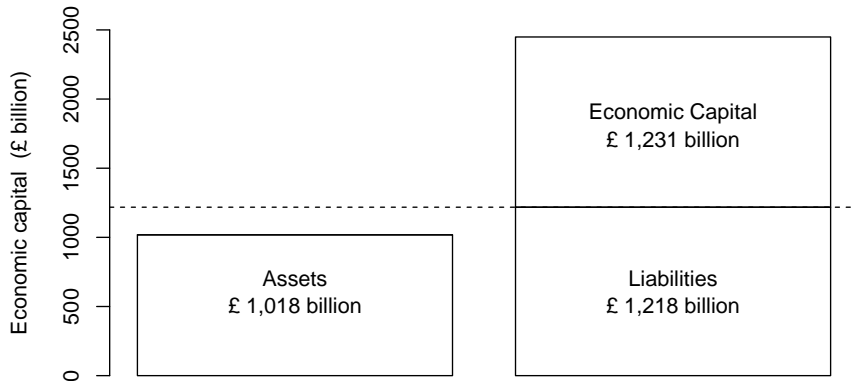 Economic capital (£ billion)
2500
2000
1500
1000
500
0
Economic Capital
£ 1,231 billion
Assets
£ 1,018 billion
Liabilities
£ 1,218 billion